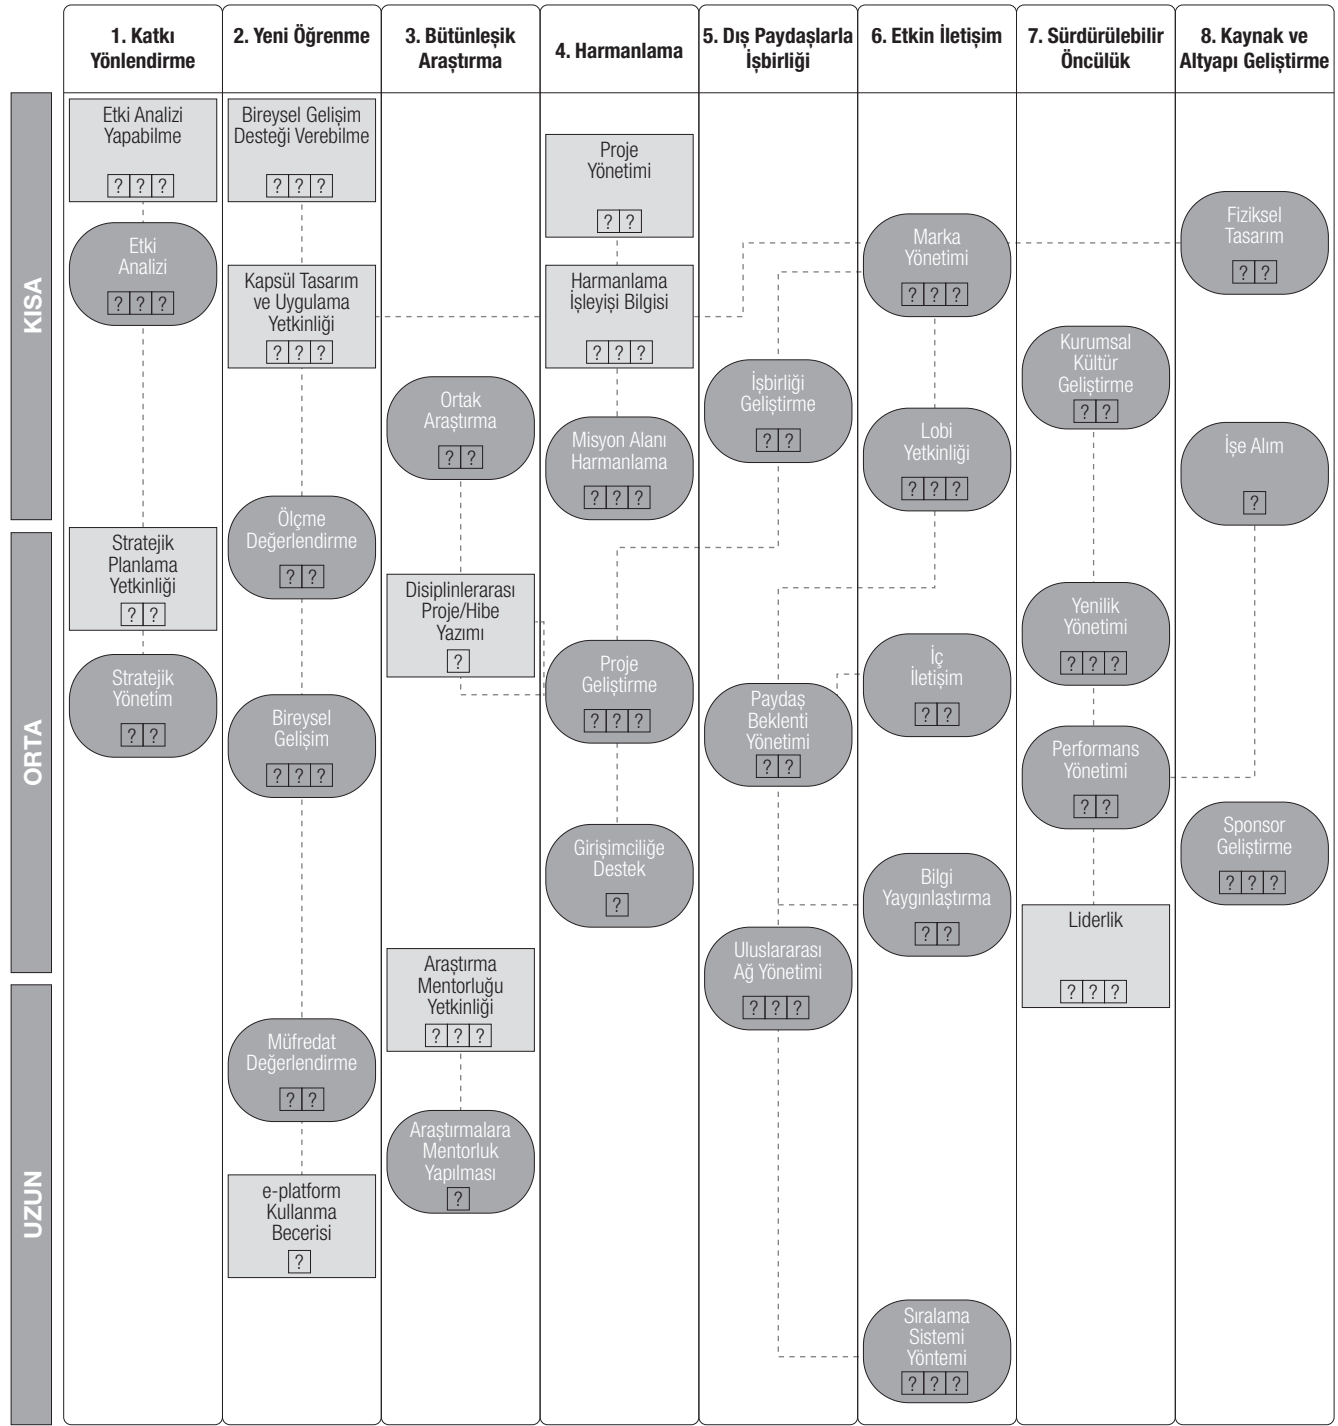 1. Katkı
Yönlendirme
2. Yeni Öğrenme
3. Bütünleşik
Araştırma
4. Harmanlama
5. Dış Paydaşlarla
İşbirliği
6. Etkin İletişim
7. Sürdürülebilir
Öncülük
8. Kaynak ve
Altyapı Geliştirme
KISA
ORTA
UZUN
Etki Analizi
Yapabilme
? ? ?
Etki
Analizi
? ? ?
Stratejik
Planlama
Yetkinliği
? ?
Stratejik
Yönetim
? ?
Bireysel Gelişim
Desteği Verebilme
? ? ?
Kapsül Tasarım
ve Uygulama
Yetkinliği
? ? ?
Ölçme
Değerlendirme
? ?
Bireysel
Gelişim
? ? ?
Müfredat
Değerlendirme
? ?
e-platform
Kullanma
Becerisi
?
Ortak
Araştırma
? ?
Disiplinlerarası
Proje/Hibe
Yazımı
?
Araştırma
Mentorluğu
Yetkinliği
? ? ?
Araştırmalara
Mentorluk
Yapılması
?
Proje
Yönetimi
? ?
Harmanlama
İşleyişi Bilgisi
? ? ?
Misyon Alanı
Harmanlama
? ? ?
Proje
Geliştirme
? ? ?
Girişimciliğe
Destek
?
İşbirliği
Geliştirme
? ?
Paydaş
Beklenti
Yönetimi
? ?
Uluslararası
Ağ Yönetimi
? ? ?
Marka
Yönetimi
? ? ?
Lobi
Yetkinliği
? ? ?
İç
İletişim
? ?
Bilgi
Yaygınlaştırma
? ?
Sıralama
Sistemi
Yöntemi
? ? ?
Kurumsal
Kültür
Geliştirme
? ?
Yenilik
Yönetimi
? ? ?
Performans
Yönetimi
? ?
Liderlik
? ? ?
Fiziksel
Tasarım
? ?
İşe Alım
?
Sponsor
Geliştirme
? ? ?